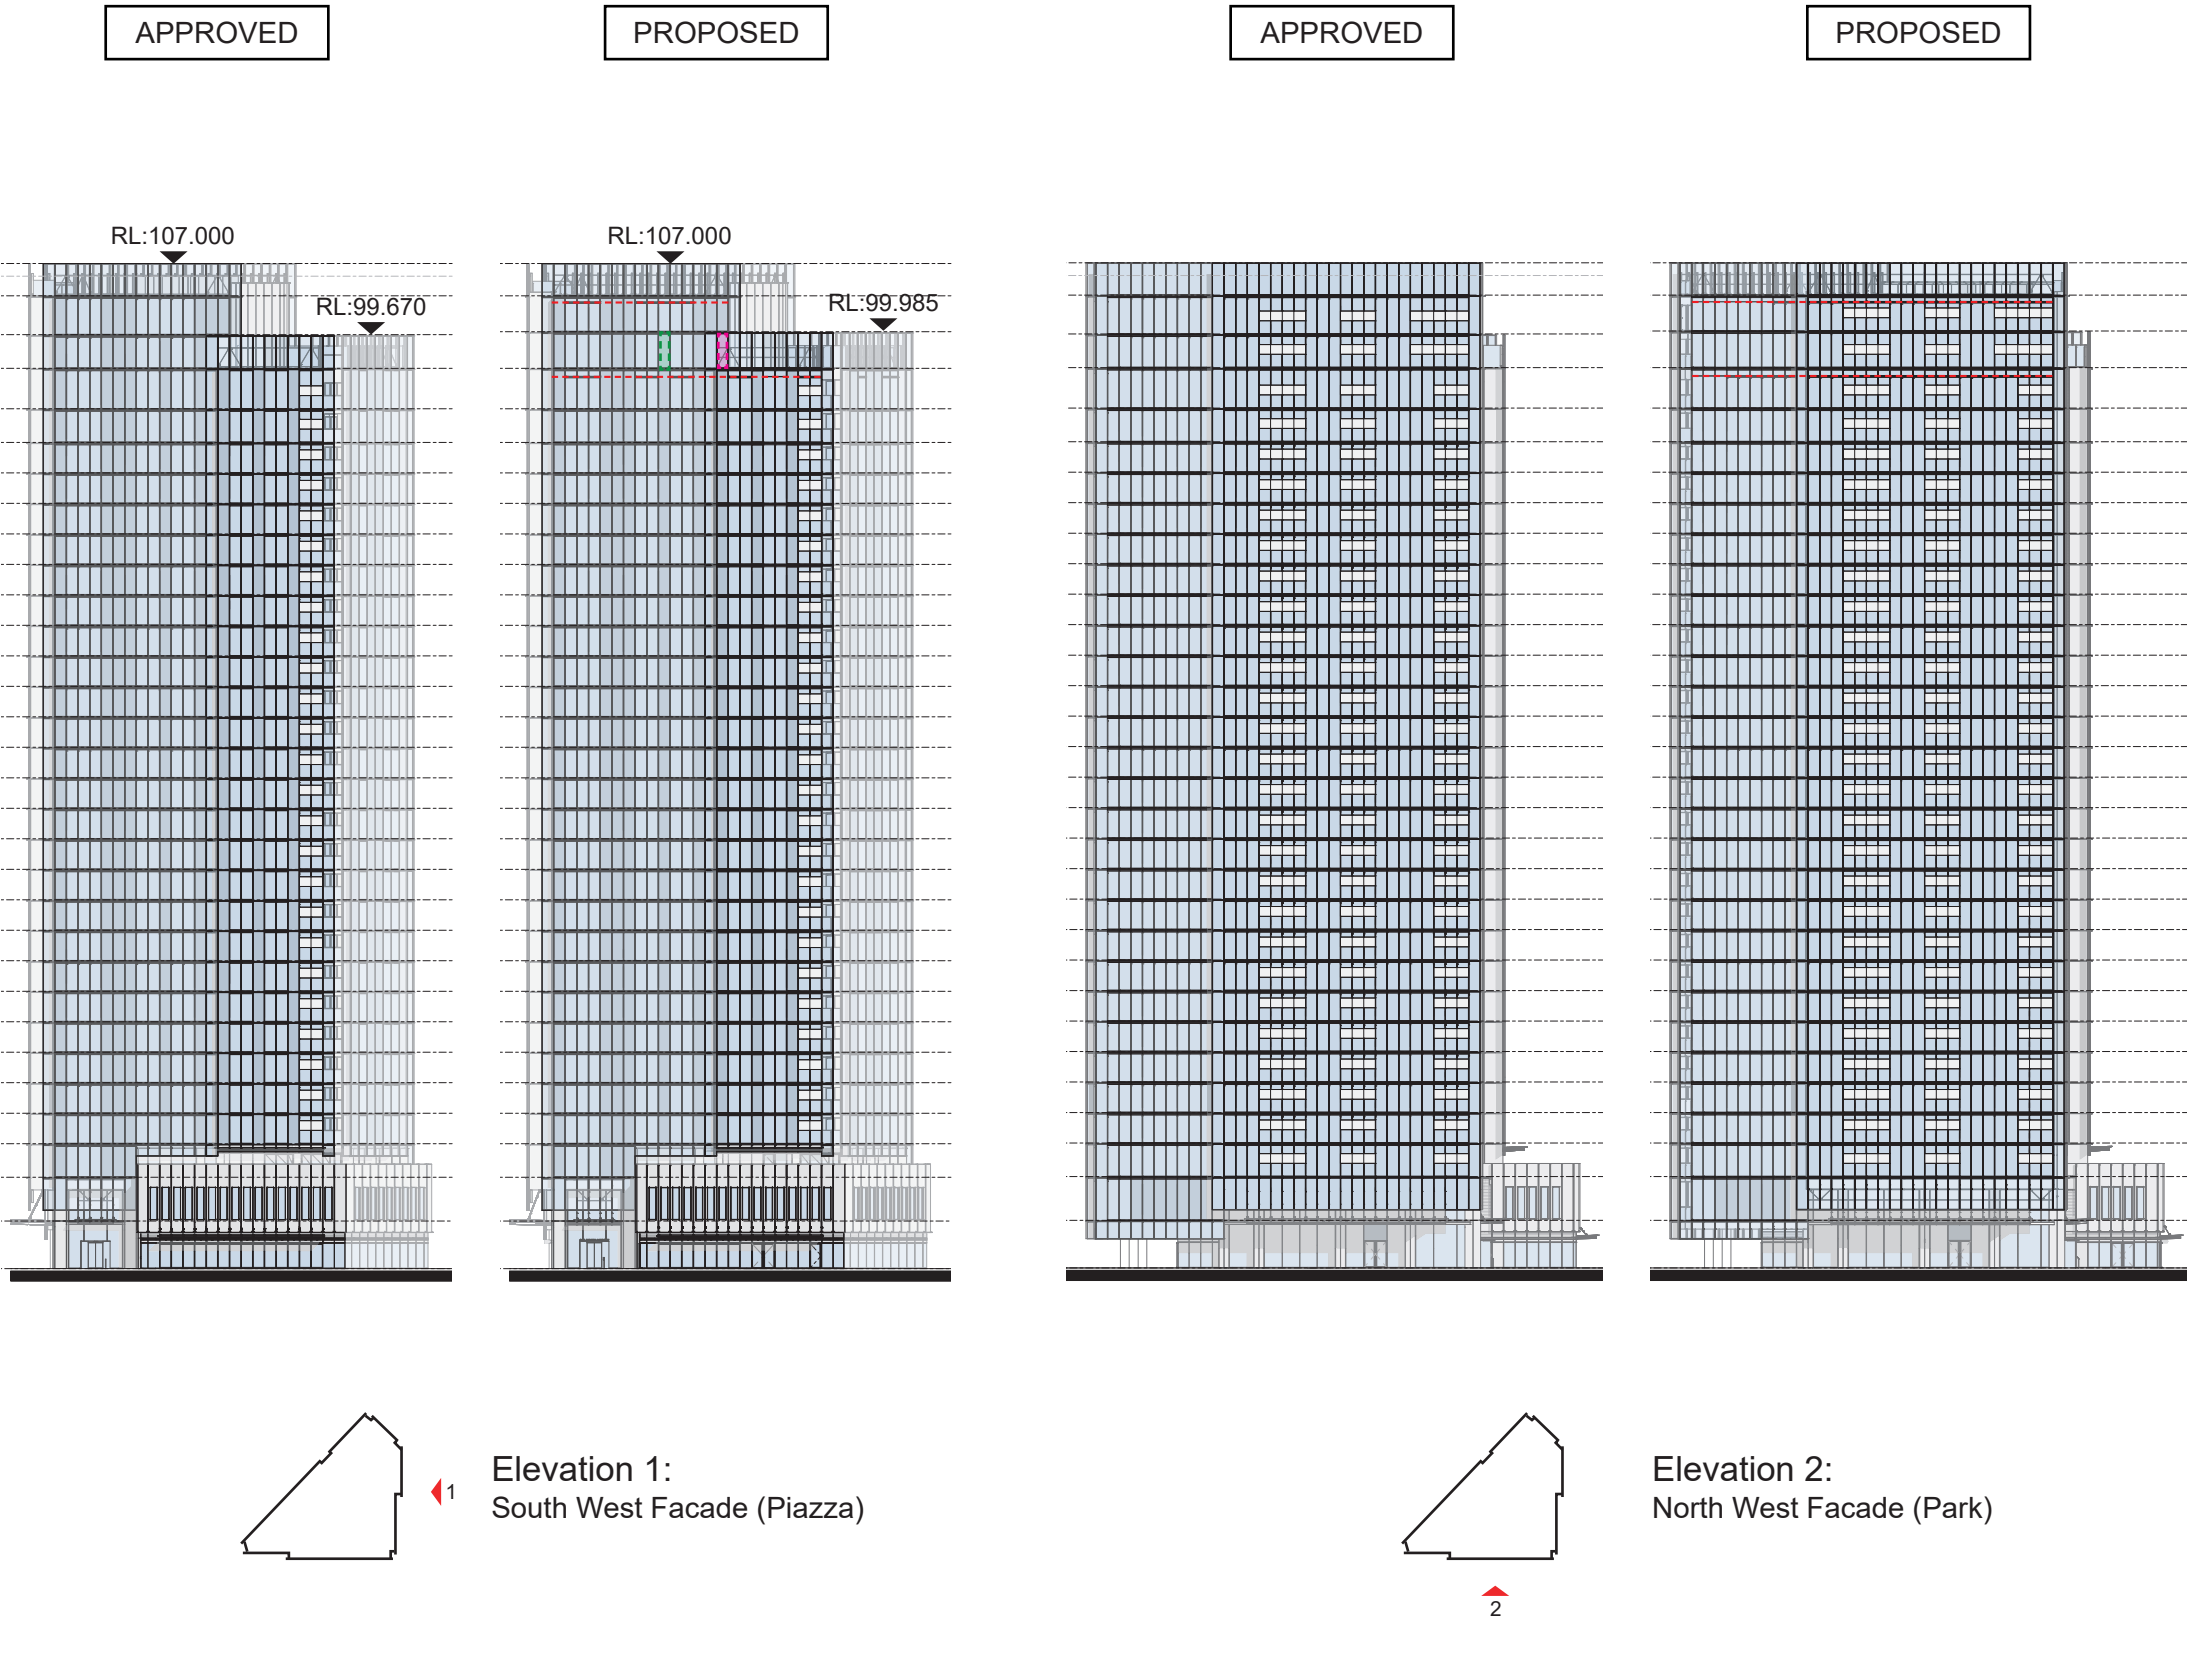 APPROVED
PROPOSED
APPROVED
PROPOSED
RL:107.000
RL:99.670
RL:107.000
RL:99.985
1
Elevation 1:
South West Facade (Piazza)
2
Elevation 2:
North West Facade (Park)